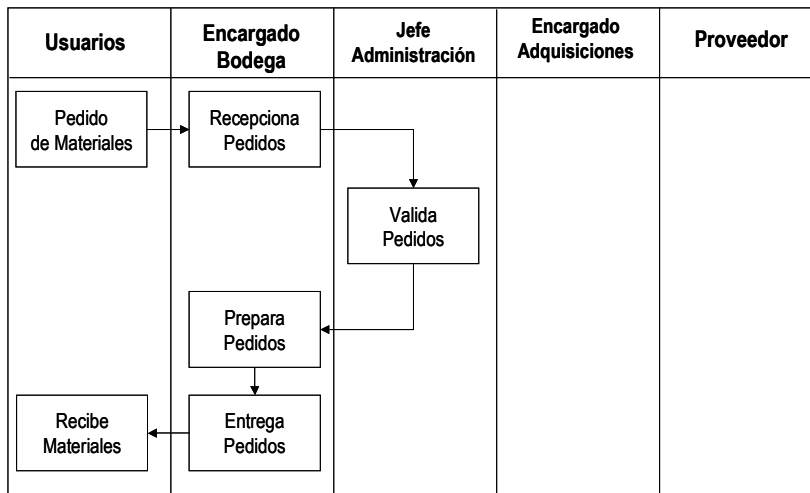 Usuarios
Encargado
Bodega
Jefe
Administración
Encargado
Adquisiciones
Proveedor
Pedido
de Materiales
Recepciona
Pedidos
Valida
Pedidos
Prepara
Pedidos
Recibe
Materiales
Entrega
Pedidos